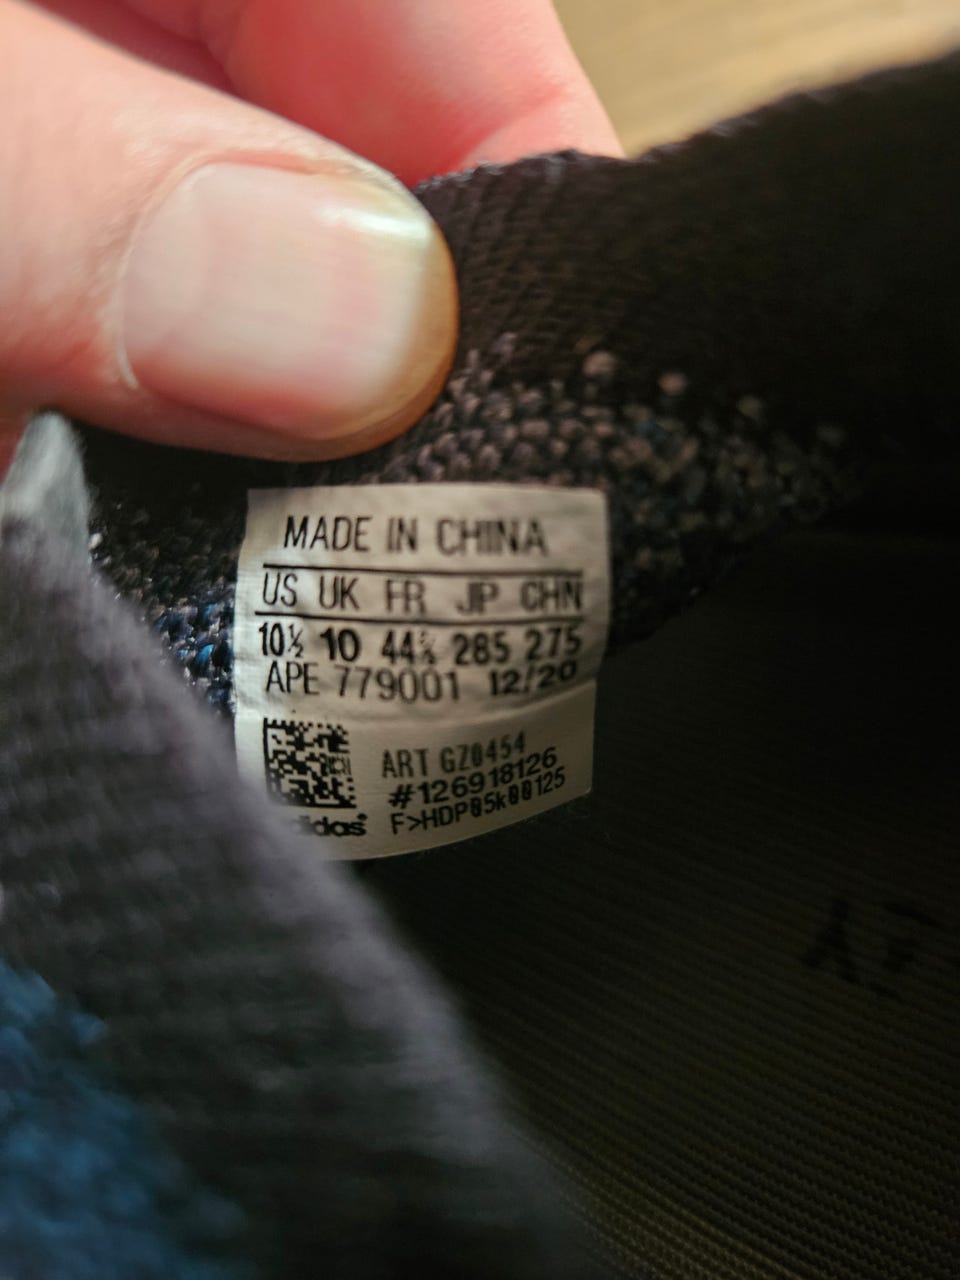 MADE IN CHINA
US UK FR JP CHN
10½ 10 44⅔ 285 275
APE 779001 12/20
ART GZ0454
#126918126
F>HDP05k00125
adidas